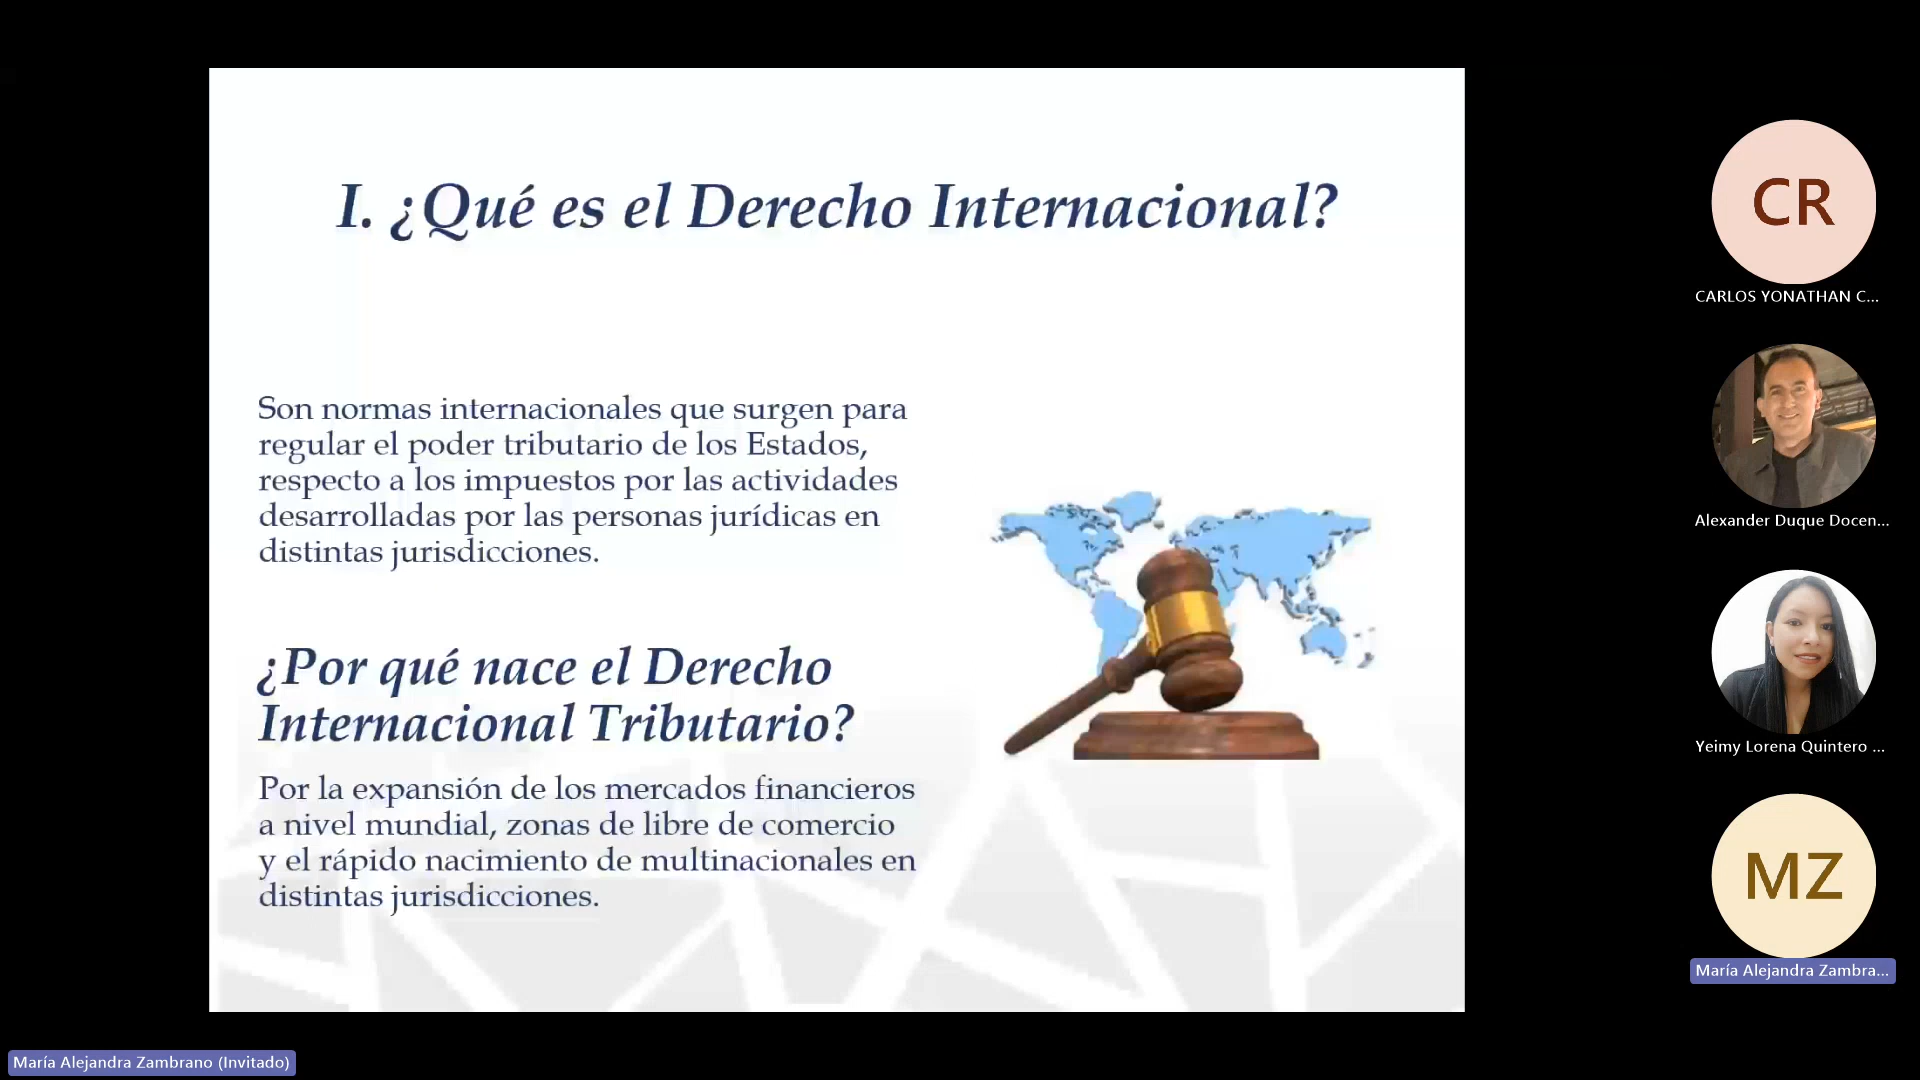 I. ¿Qué es el Derecho Internacional?
Son normas internacionales que surgen para
regular el poder tributario de los Estados,
respecto a los impuestos por las actividades
desarrolladas por las personas jurídicas en
distintas jurisdicciones.
¿Por qué nace el Derecho
Internacional Tributario?
Por la expansión de los mercados financieros
a nivel mundial, zonas de libre de comercio
y el rápido nacimiento de multinacionales en
distintas jurisdicciones.
CR
CARLOS YONATHAN C...
Alexander Duque Docen...
Yeimy Lorena Quintero ...
MZ
María Alejandra Zambra...
María Alejandra Zambrano (Invitado)